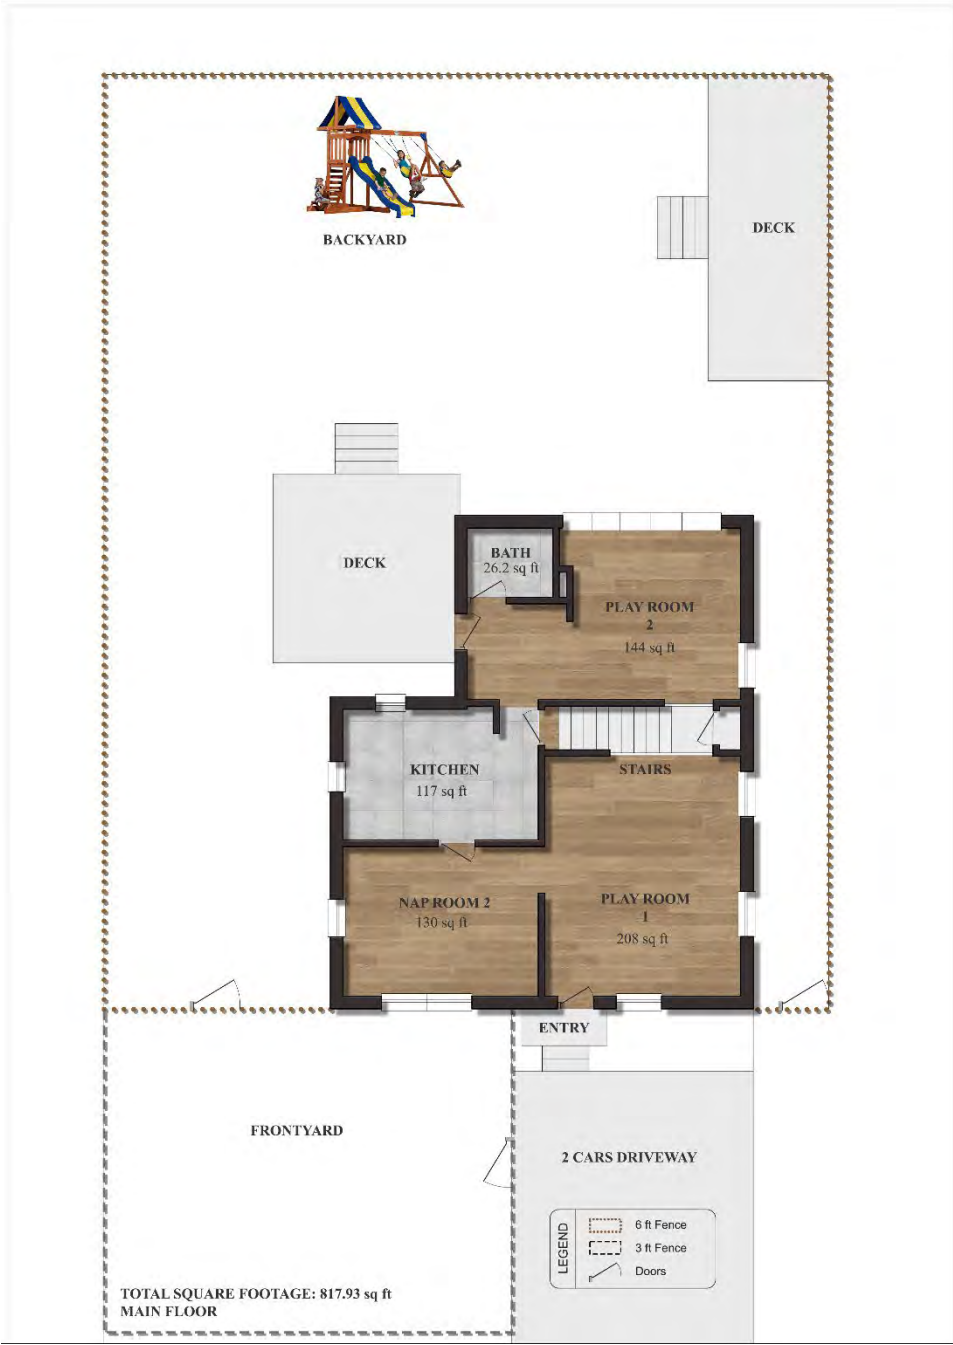 BACKYARD
DECK
DECK
BATH
26.2 sq ft
PLAY ROOM
2
144 sq ft
KITCHEN
117 sq ft
STAIRS
NAP ROOM 2
130 sq ft
PLAY ROOM
1
208 sq ft
ENTRY
FRONTYARD
2 CARS DRIVEWAY
LEGEND
6 ft Fence
3 ft Fence
Doors
TOTAL SQUARE FOOTAGE: 817.93 sq ft
MAIN FLOOR